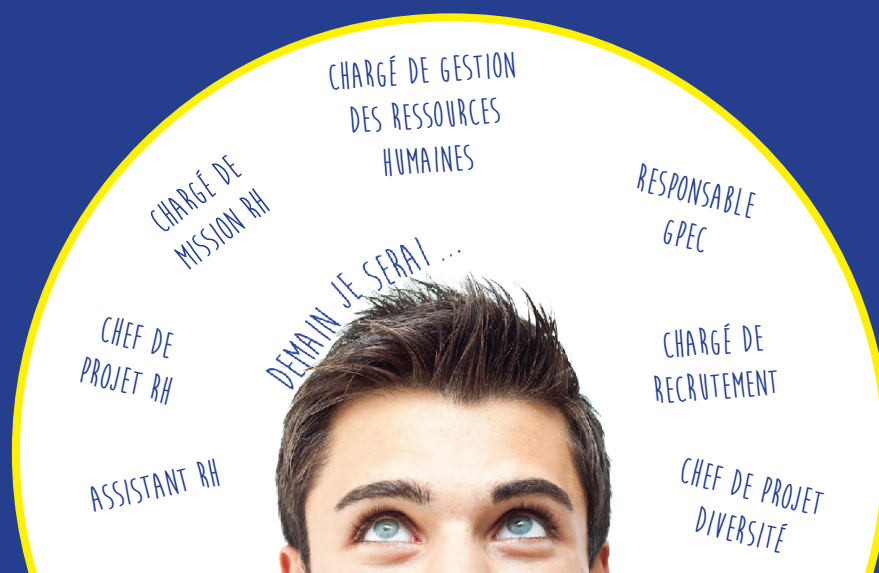 CHARGÉ DE GESTION
DES RESSOURCES
HUMAINES
CHARGÉ DE
MISSION RH
RESPONSABLE
GPEC
DEMAIN JE SERAI ...
CHEF DE
PROJET RH
CHARGÉ DE
RECRUTEMENT
ASSISTANT RH
CHEF DE PROJET
DIVERSITÉ